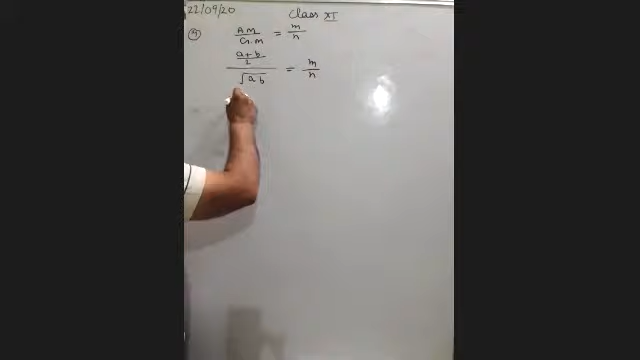 22/09/20
Class XI
A.M / G.M = m / n
(a+b / 2) / √ab = m / n